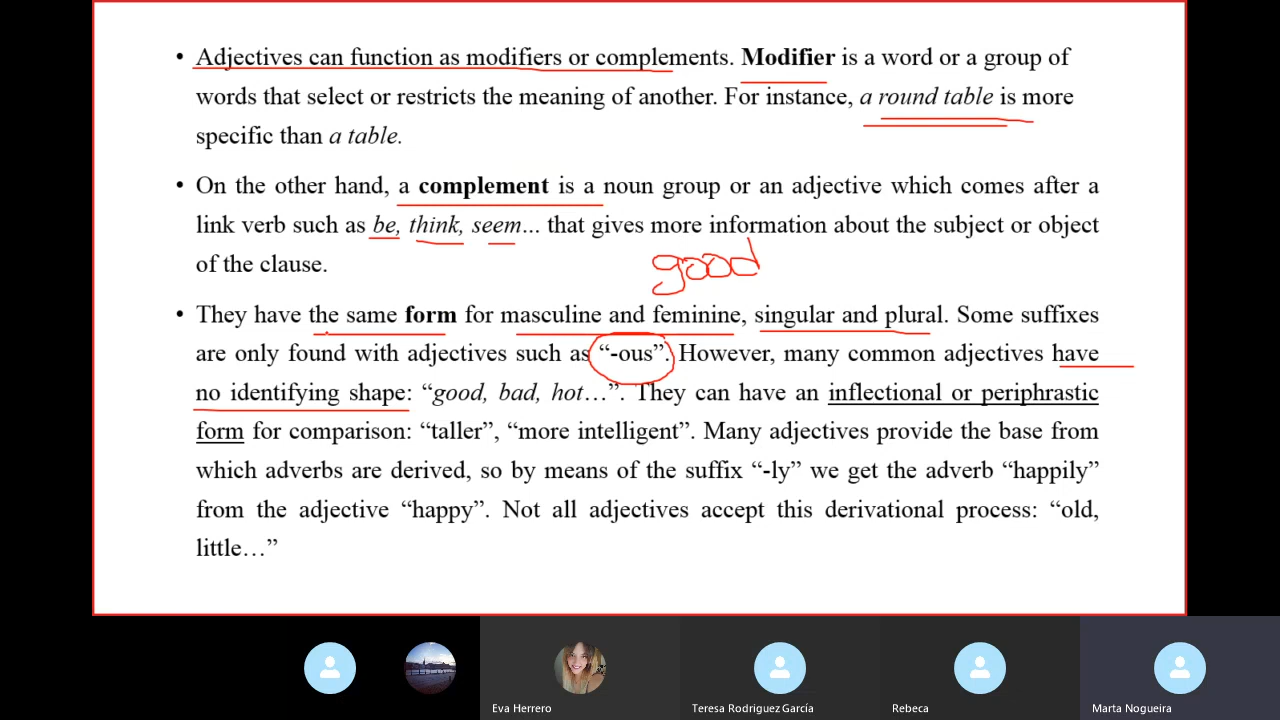 • Adjectives can function as modifiers or complements. Modifier is a word or a group of
words that select or restricts the meaning of another. For instance, a round table is more
specific than a table.
• On the other hand, a complement is a noun group or an adjective which comes after a
link verb such as be, think, seem... that gives more information about the subject or object
of the clause.
good
• They have the same form for masculine and feminine, singular and plural. Some suffixes
are only found with adjectives such as “-ous”. However, many common adjectives have
no identifying shape: “good, bad, hot…”. They can have an inflectional or periphrastic
form for comparison: “taller”, “more intelligent”. Many adjectives provide the base from
which adverbs are derived, so by means of the suffix “-ly” we get the adverb “happily”
from the adjective “happy”. Not all adjectives accept this derivational process: “old,
little…”
Eva Herrero
Teresa Rodriguez García
Rebeca
Marta Nogueira